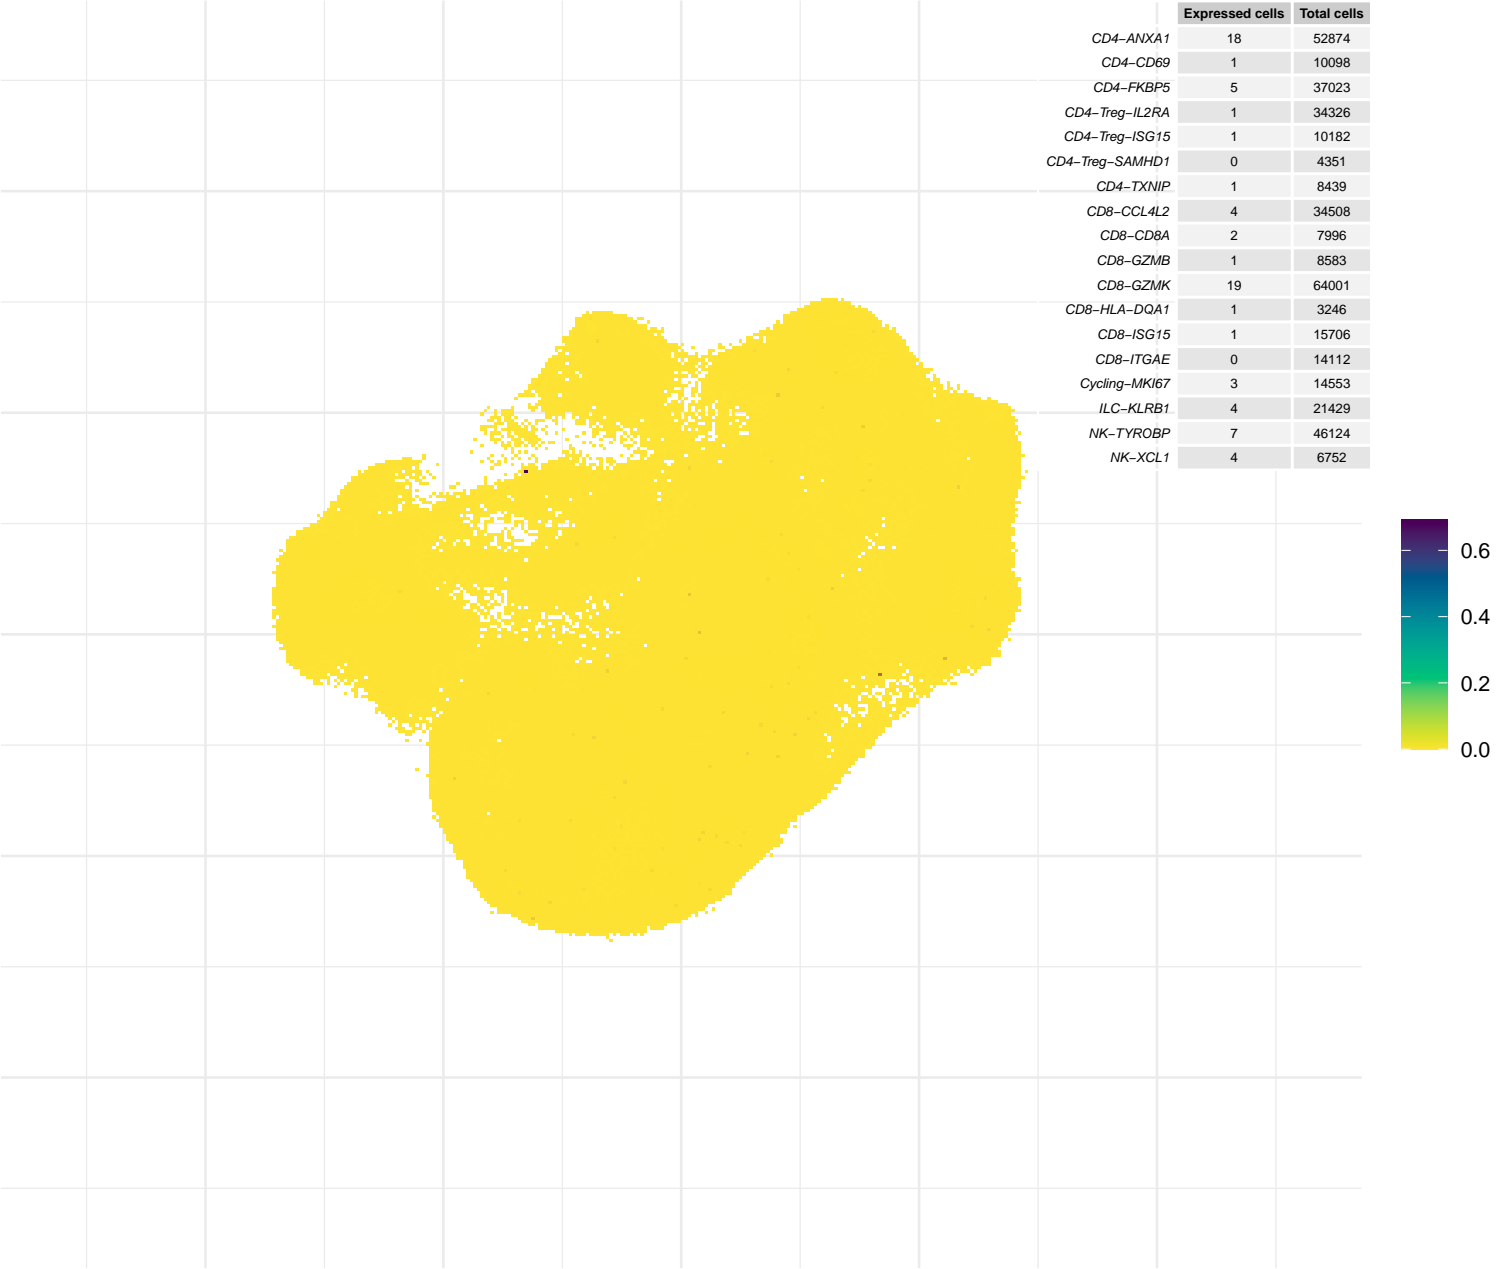 Expressed cells Total cells
CD4−ANXA1 18 52874
CD4−CD69 1 10098
CD4−FKBP5 5 37023
CD4−Treg−IL2RA 1 34326
CD4−Treg−ISG15 1 10182
CD4−Treg−SAMHD1 0 4351
CD4−TXNIP 1 8439
CD8−CCL4L2 4 34508
CD8−CD8A 2 7996
CD8−GZMB 1 8583
CD8−GZMK 19 64001
CD8−HLA−DQA1 1 3246
CD8−ISG15 1 15706
CD8−ITGAE 0 14112
Cycling−MKI67 3 14553
ILC−KLRB1 4 21429
NK−TYROBP 7 46124
NK−XCL1 4 6752
0.6
0.4
0.2
0.0